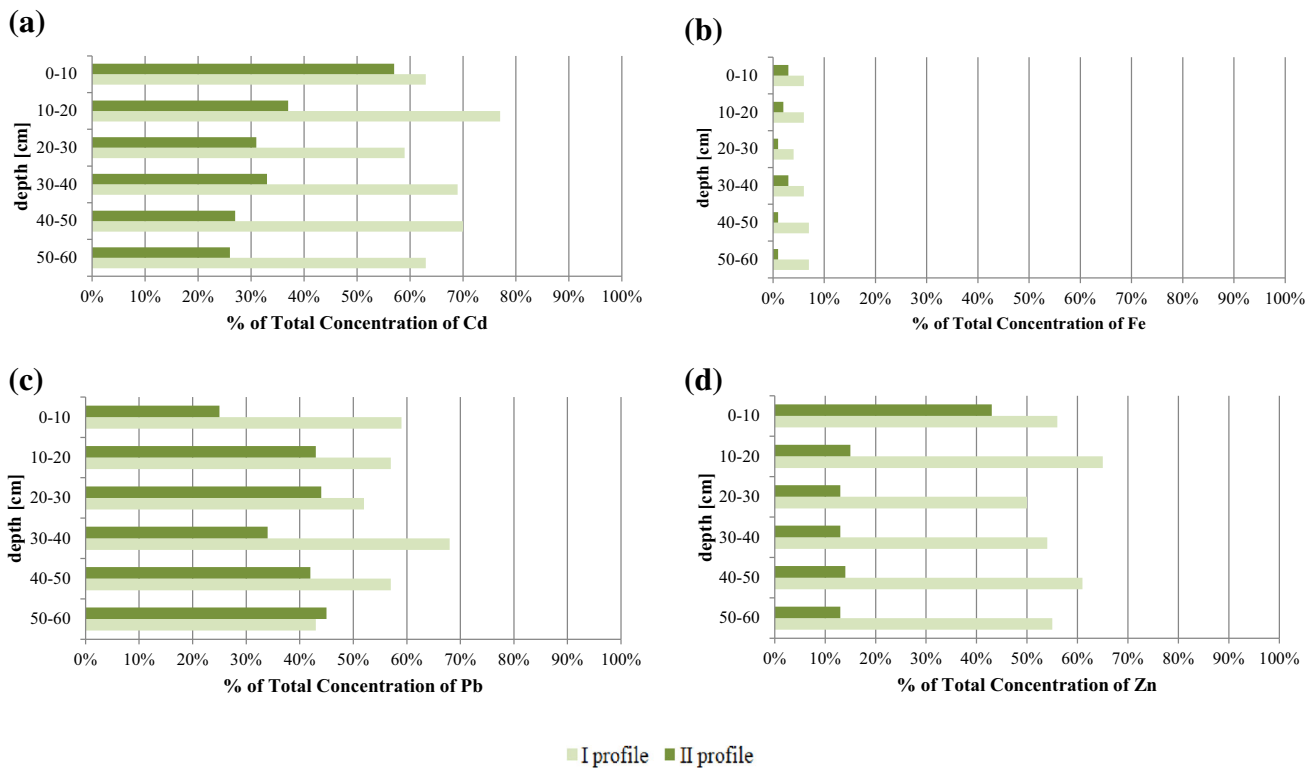 (a)
depth [cm]
0-10
10-20
20-30
30-40
40-50
50-60
0% 10% 20% 30% 40% 50% 60% 70% 80% 90% 100%
% of Total Concentration of Cd
(b)
depth [cm]
0-10
10-20
20-30
30-40
40-50
50-60
0% 10% 20% 30% 40% 50% 60% 70% 80% 90% 100%
% of Total Concentration of Fe
(c)
depth [cm]
0-10
10-20
20-30
30-40
40-50
50-60
0% 10% 20% 30% 40% 50% 60% 70% 80% 90% 100%
% of Total Concentration of Pb
(d)
depth [cm]
0-10
10-20
20-30
30-40
40-50
50-60
0% 10% 20% 30% 40% 50% 60% 70% 80% 90% 100%
% of Total Concentration of Zn
I profile II profile